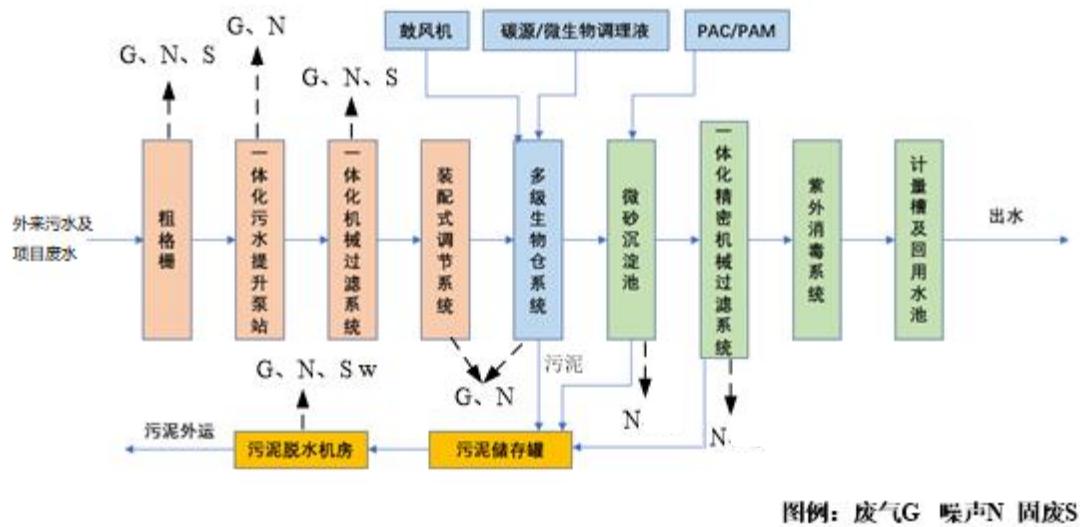 鼓风机
碳源/微生物调理液
PAC/PAM
G、N、S
G、N
G、N、S
外来污水及
项目废水
粗格栅
一体化污水提升泵站
一体化机械过滤系统
装配式调节系统
多级生物仓系统
微砂沉淀池
一体化精密机械过滤系统
紫外消毒系统
计量槽及回用水池
出水
G、N、S w
G、N
污泥
N
N
污泥外运
污泥脱水机房
污泥储存罐
图例：废气G 噪声N 固废S